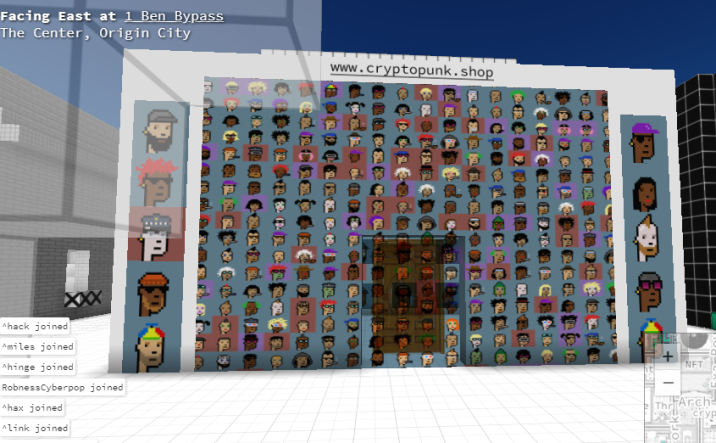 Facing East at 1 Ben Bypass
The Center, Origin City
www.cryptopunk.shop
^hack joined
^miles joined
^hinge joined
RobnessCyberpop joined
^hax joined
^link joined
+
−
NFT
Arch